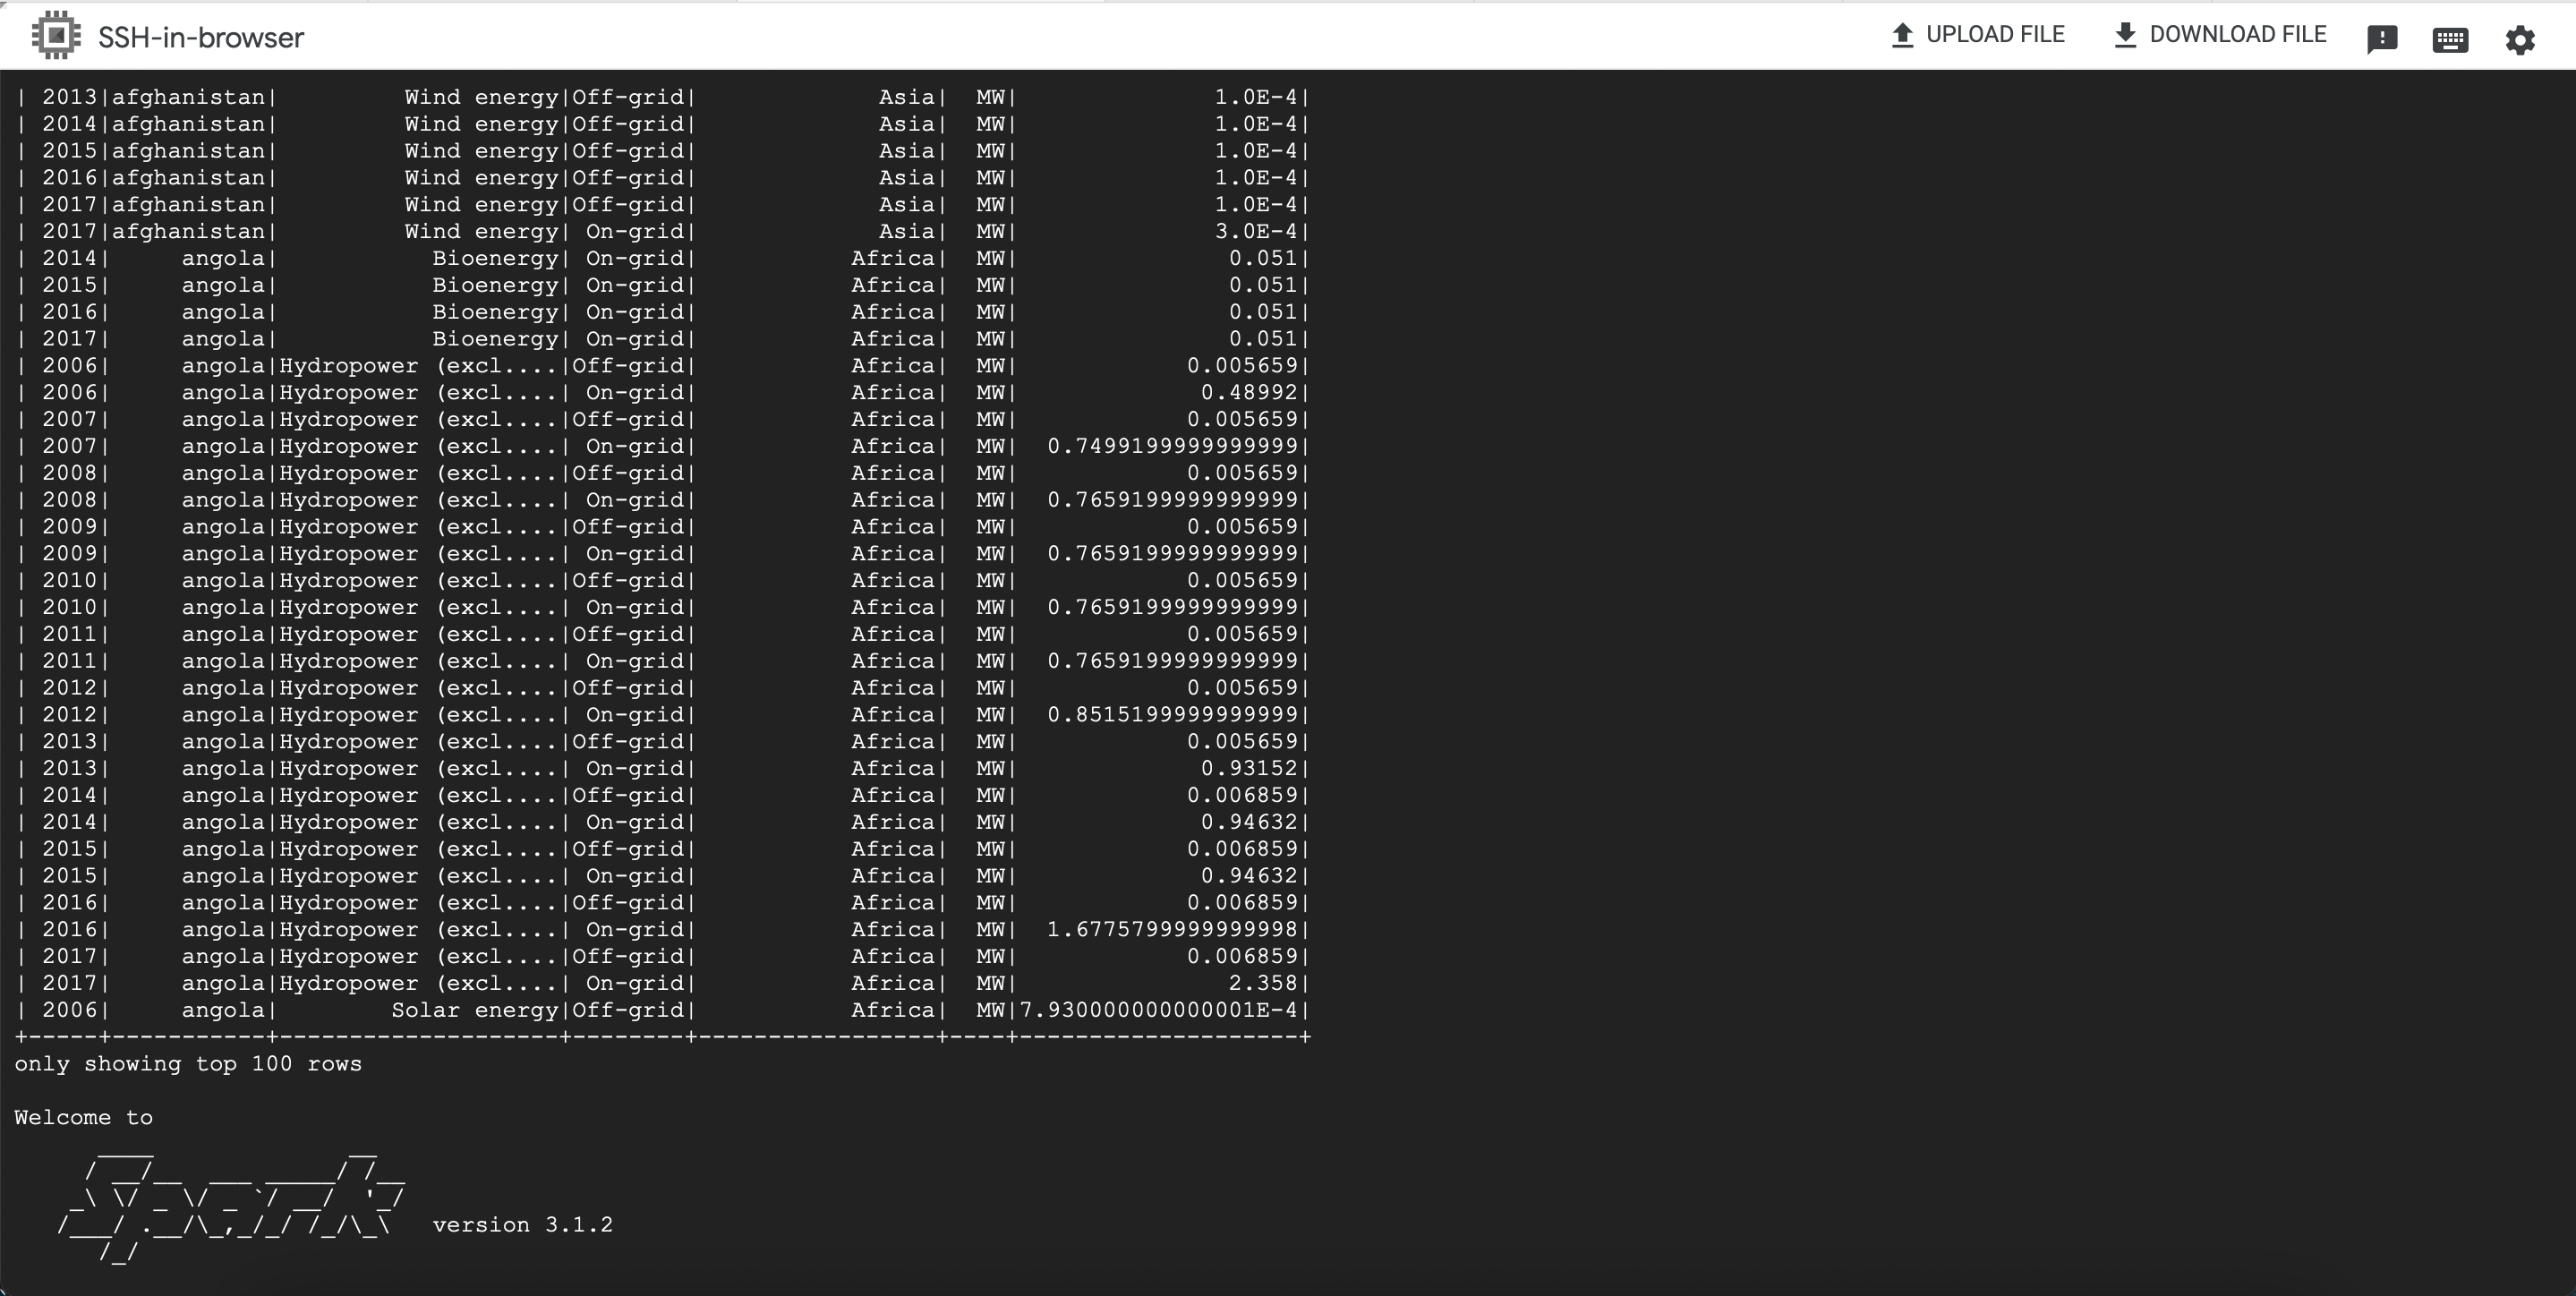 SSH-in-browser UPLOAD FILE DOWNLOAD FILE
| 2013|afghanistan|         Wind energy|Off-grid|             Asia|  MW|              1.0E-4|
| 2014|afghanistan|         Wind energy|Off-grid|             Asia|  MW|              1.0E-4|
| 2015|afghanistan|         Wind energy|Off-grid|             Asia|  MW|              1.0E-4|
| 2016|afghanistan|         Wind energy|Off-grid|             Asia|  MW|              1.0E-4|
| 2017|afghanistan|         Wind energy|Off-grid|             Asia|  MW|              1.0E-4|
| 2017|afghanistan|         Wind energy| On-grid|             Asia|  MW|              3.0E-4|
| 2014|     angola|           Bioenergy| On-grid|           Africa|  MW|               0.051|
| 2015|     angola|           Bioenergy| On-grid|           Africa|  MW|               0.051|
| 2016|     angola|           Bioenergy| On-grid|           Africa|  MW|               0.051|
| 2017|     angola|           Bioenergy| On-grid|           Africa|  MW|               0.051|
| 2006|     angola|Hydropower (excl....|Off-grid|           Africa|  MW|            0.005659|
| 2006|     angola|Hydropower (excl....| On-grid|           Africa|  MW|             0.48992|
| 2007|     angola|Hydropower (excl....|Off-grid|           Africa|  MW|            0.005659|
| 2007|     angola|Hydropower (excl....| On-grid|           Africa|  MW|  0.7499199999999999|
| 2008|     angola|Hydropower (excl....|Off-grid|           Africa|  MW|            0.005659|
| 2008|     angola|Hydropower (excl....| On-grid|           Africa|  MW|  0.7659199999999999|
| 2009|     angola|Hydropower (excl....|Off-grid|           Africa|  MW|            0.005659|
| 2009|     angola|Hydropower (excl....| On-grid|           Africa|  MW|  0.7659199999999999|
| 2010|     angola|Hydropower (excl....|Off-grid|           Africa|  MW|            0.005659|
| 2010|     angola|Hydropower (excl....| On-grid|           Africa|  MW|  0.7659199999999999|
| 2011|     angola|Hydropower (excl....|Off-grid|           Africa|  MW|            0.005659|
| 2011|     angola|Hydropower (excl....| On-grid|           Africa|  MW|  0.7659199999999999|
| 2012|     angola|Hydropower (excl....|Off-grid|           Africa|  MW|            0.005659|
| 2012|     angola|Hydropower (excl....| On-grid|           Africa|  MW|  0.8515199999999999|
| 2013|     angola|Hydropower (excl....|Off-grid|           Africa|  MW|            0.005659|
| 2013|     angola|Hydropower (excl....| On-grid|           Africa|  MW|             0.93152|
| 2014|     angola|Hydropower (excl....|Off-grid|           Africa|  MW|            0.006859|
| 2014|     angola|Hydropower (excl....| On-grid|           Africa|  MW|             0.94632|
| 2015|     angola|Hydropower (excl....|Off-grid|           Africa|  MW|            0.006859|
| 2015|     angola|Hydropower (excl....| On-grid|           Africa|  MW|             0.94632|
| 2016|     angola|Hydropower (excl....|Off-grid|           Africa|  MW|            0.006859|
| 2016|     angola|Hydropower (excl....| On-grid|           Africa|  MW|  1.6775799999999998|
| 2017|     angola|Hydropower (excl....|Off-grid|           Africa|  MW|            0.006859|
| 2017|     angola|Hydropower (excl....| On-grid|           Africa|  MW|               2.358|
| 2006|     angola|        Solar energy|Off-grid|           Africa|  MW|7.930000000000001E-4|
+-----+-----------+--------------------+--------+-----------------+----+--------------------+
only showing top 100 rows
Welcome to
Spark version 3.1.2